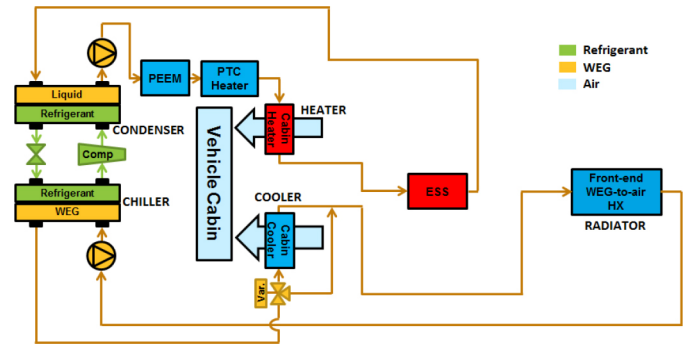 Liquid
Refrigerant
CONDENSER
Comp
Refrigerant
WEG
CHILLER
PEEM
PTC
Heater
Vehicle Cabin
HEATER
Cabin
Heater
COOLER
Cabin
Cooler
Var.
ESS
Front-end
WEG-to-air
HX
RADIATOR
Refrigerant
WEG
Air